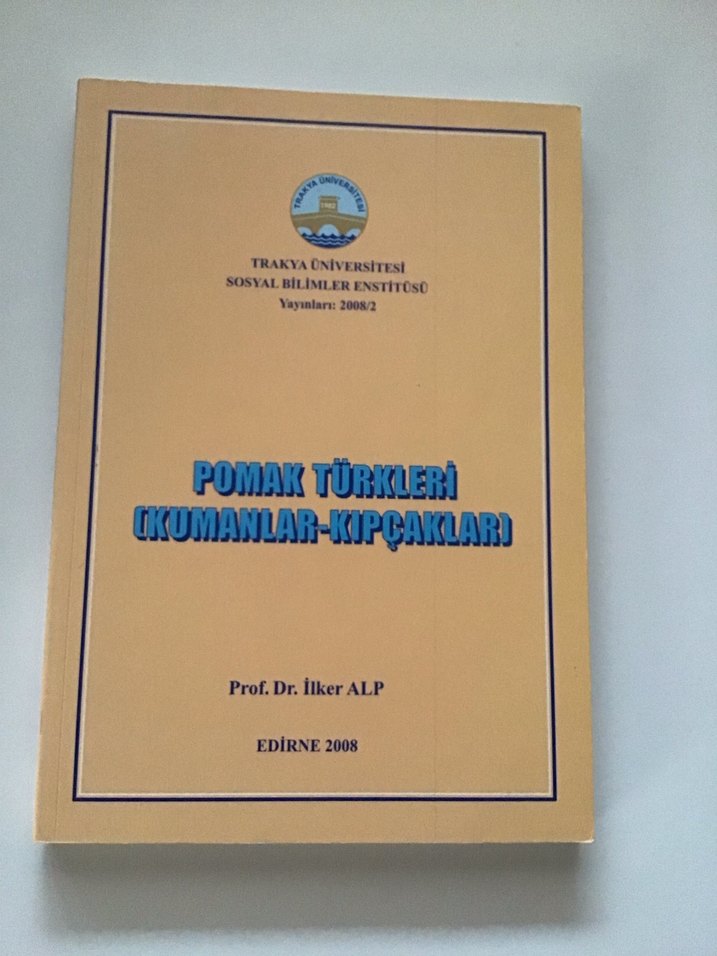 TRAKYA ÜNİVERSİTESİ
1982
TRAKYA ÜNİVERSİTESİ
SOSYAL BİLİMLER ENSTİTÜSÜ
Yayınları: 2008/2
POMAK TÜRKLERİ
(KUMANLAR-KIPÇAKLAR)
Prof. Dr. İlker ALP
EDİRNE 2008